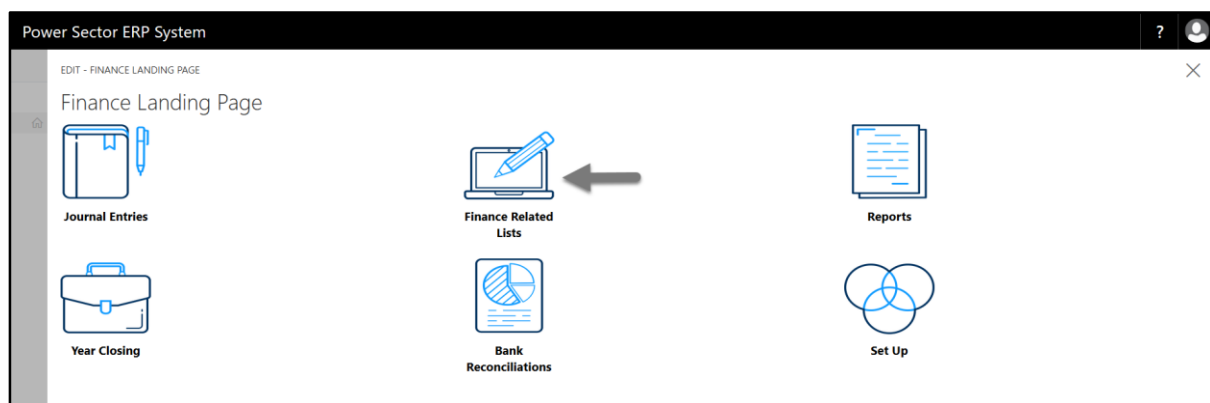 Power Sector ERP System
?
EDIT - FINANCE LANDING PAGE
Finance Landing Page
Journal Entries
Finance Related
Lists
Reports
Year Closing
Bank
Reconciliations
Set Up